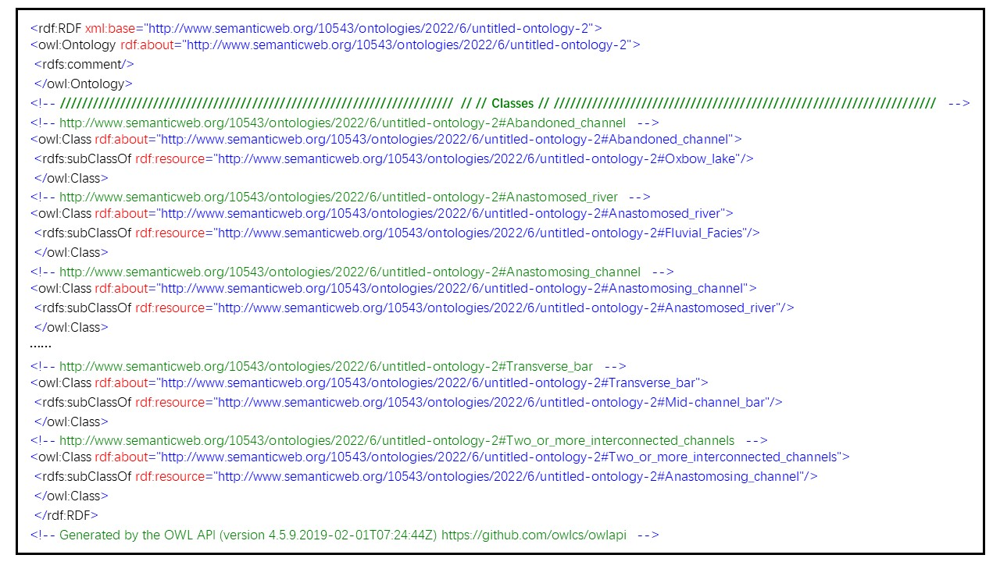 <rdf:RDF xml:base="http://www.semanticweb.org/10543/ontologies/2022/6/untitled-ontology-2">
<owl:Ontology rdf:about="http://www.semanticweb.org/10543/ontologies/2022/6/untitled-ontology-2">
<rdfs:comment/>
</owl:Ontology>
<!-- /////////////////////////////////////////////////////////////////////// // // Classes // ///////////////////////////////////////////////////////////////////// -->
<!-- http://www.semanticweb.org/10543/ontologies/2022/6/untitled-ontology-2#Abandoned_channel -->
<owl:Class rdf:about="http://www.semanticweb.org/10543/ontologies/2022/6/untitled-ontology-2#Abandoned_channel">
<rdfs:subClassOf rdf:resource="http://www.semanticweb.org/10543/ontologies/2022/6/untitled-ontology-2#Oxbow_lake"/>
</owl:Class>
<!-- http://www.semanticweb.org/10543/ontologies/2022/6/untitled-ontology-2#Anastomosed_river -->
<owl:Class rdf:about="http://www.semanticweb.org/10543/ontologies/2022/6/untitled-ontology-2#Anastomosed_river">
<rdfs:subClassOf rdf:resource="http://www.semanticweb.org/10543/ontologies/2022/6/untitled-ontology-2#Fluvial_Facies"/>
</owl:Class>
<!-- http://www.semanticweb.org/10543/ontologies/2022/6/untitled-ontology-2#Anastomosing_channel -->
<owl:Class rdf:about="http://www.semanticweb.org/10543/ontologies/2022/6/untitled-ontology-2#Anastomosing_channel">
<rdfs:subClassOf rdf:resource="http://www.semanticweb.org/10543/ontologies/2022/6/untitled-ontology-2#Anastomosed_river"/>
</owl:Class>
......
<!-- http://www.semanticweb.org/10543/ontologies/2022/6/untitled-ontology-2#Transverse_bar -->
<owl:Class rdf:about="http://www.semanticweb.org/10543/ontologies/2022/6/untitled-ontology-2#Transverse_bar">
<rdfs:subClassOf rdf:resource="http://www.semanticweb.org/10543/ontologies/2022/6/untitled-ontology-2#Mid-channel_bar"/>
</owl:Class>
<!-- http://www.semanticweb.org/10543/ontologies/2022/6/untitled-ontology-2#Two_or_more_interconnected_channels -->
<owl:Class rdf:about="http://www.semanticweb.org/10543/ontologies/2022/6/untitled-ontology-2#Two_or_more_interconnected_channels">
<rdfs:subClassOf rdf:resource="http://www.semanticweb.org/10543/ontologies/2022/6/untitled-ontology-2#Anastomosing_channel"/>
</owl:Class>
</rdf:RDF>
<!-- Generated by the OWL API (version 4.5.9.2019-02-01T07:24:44Z) https://github.com/owlcs/owlapi -->